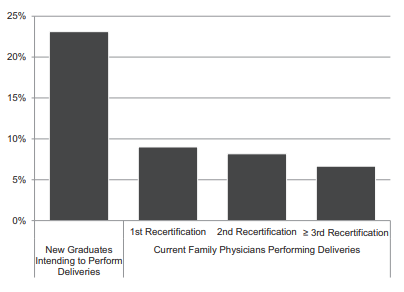 25%
20%
15%
10%
5%
0%
1st Recertification 2nd Recertification ≥ 3rd Recertification
New Graduates
Intending to Perform
Deliveries
Current Family Physicians Performing Deliveries